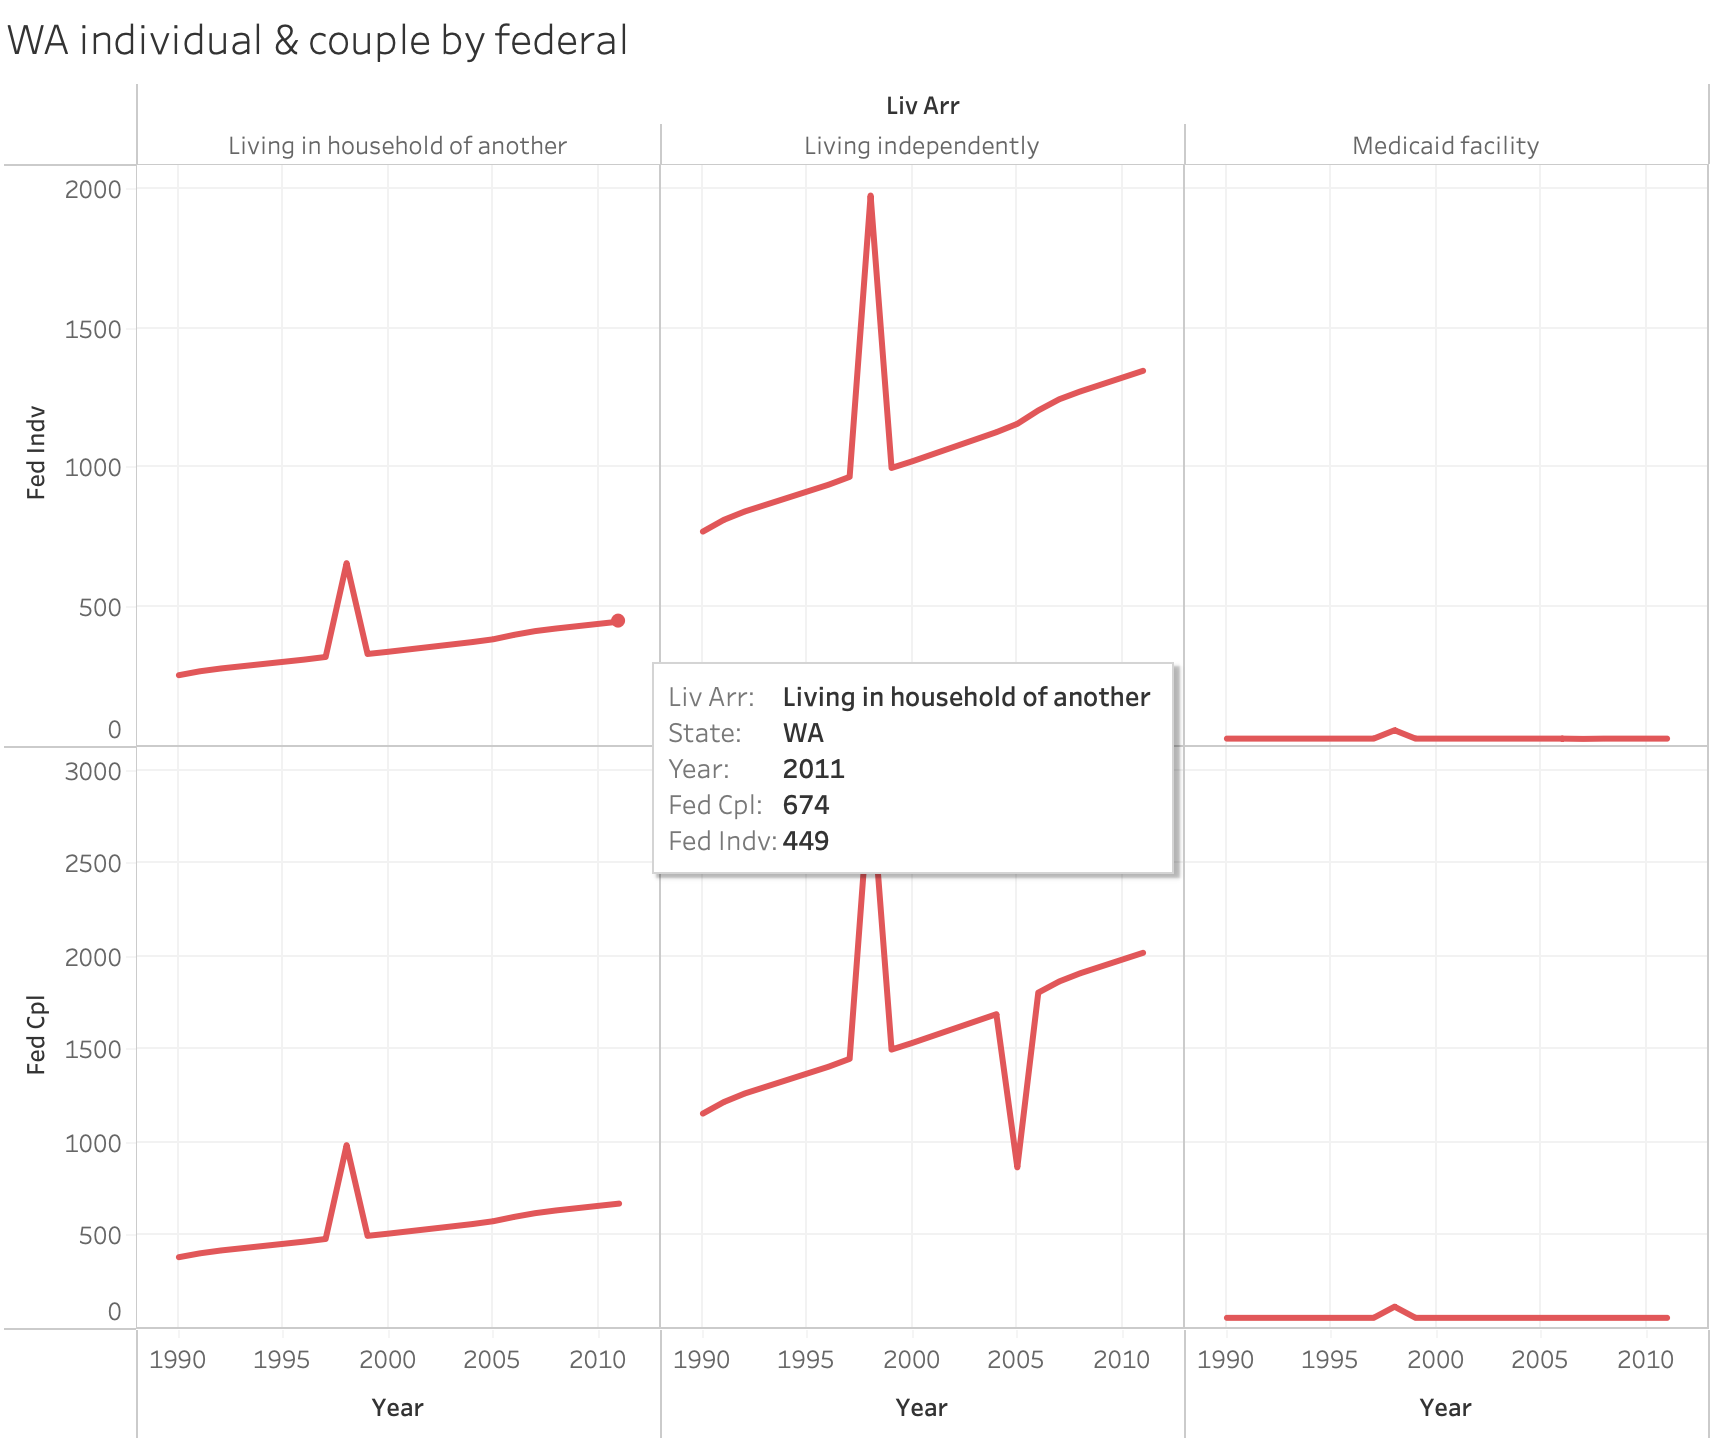 WA individual & couple by federal
Liv Arr
Living in household of another
Living independently
Medicaid facility
Fed Indv
2000
1500
1000
500
0
Liv Arr: Living in household of another
State: WA
Year: 2011
Fed Cpl: 674
Fed Indv: 449
Fed Cpl
3000
2500
2000
1500
1000
500
0
1990 1995 2000 2005 2010 1990 1995 2000 2005 2010 1990 1995 2000 2005 2010
Year Year Year